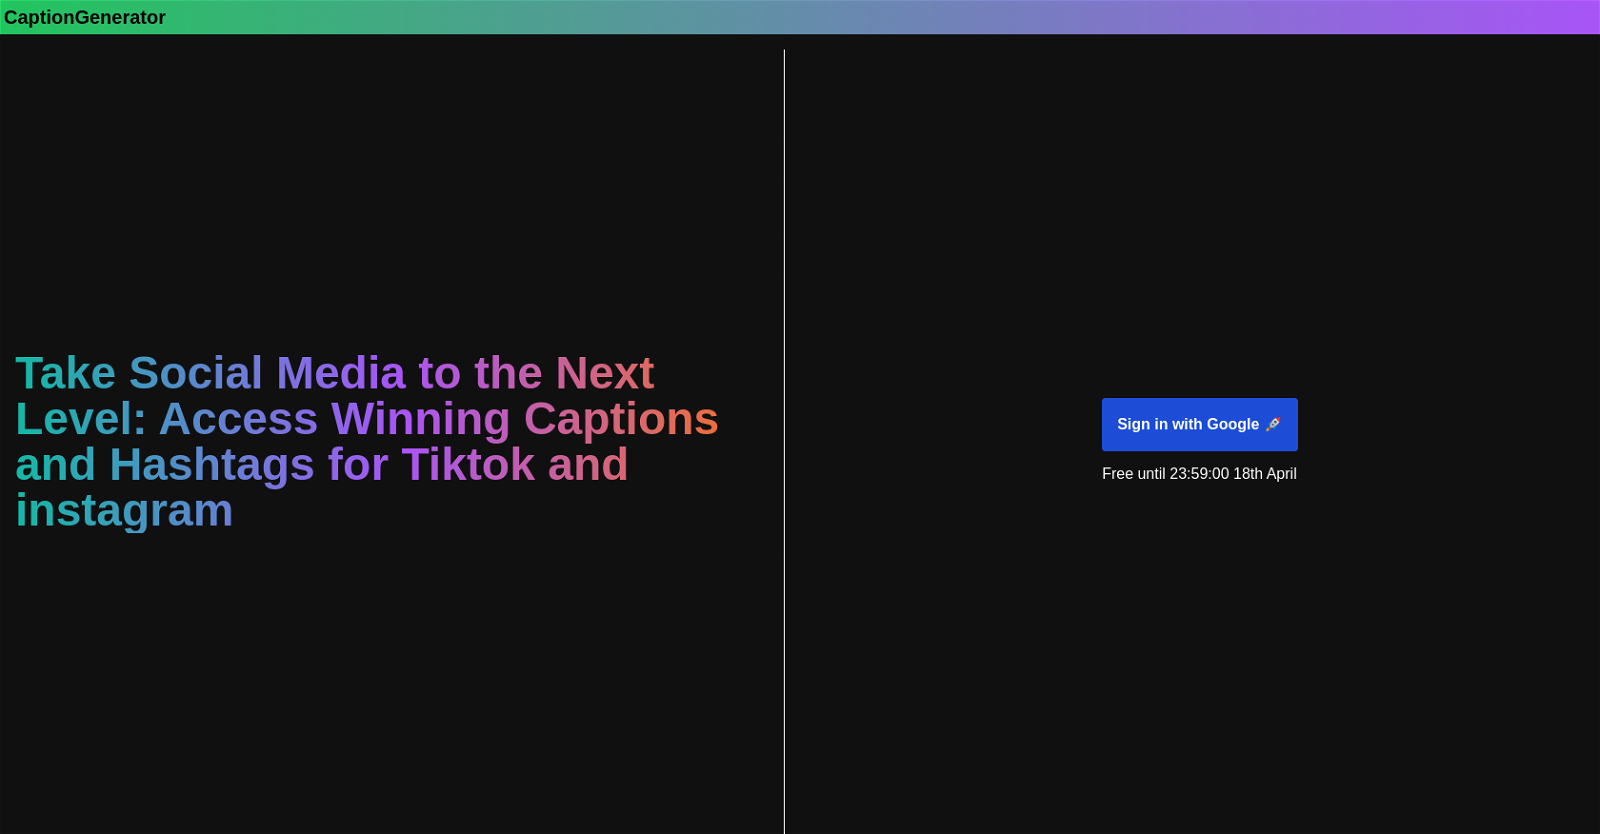 CaptionGenerator
Take Social Media to the Next
Level: Access Winning Captions
and Hashtags for Tiktok and
instagram
Sign in with Google 🚀
Free until 23:59:00 18th April